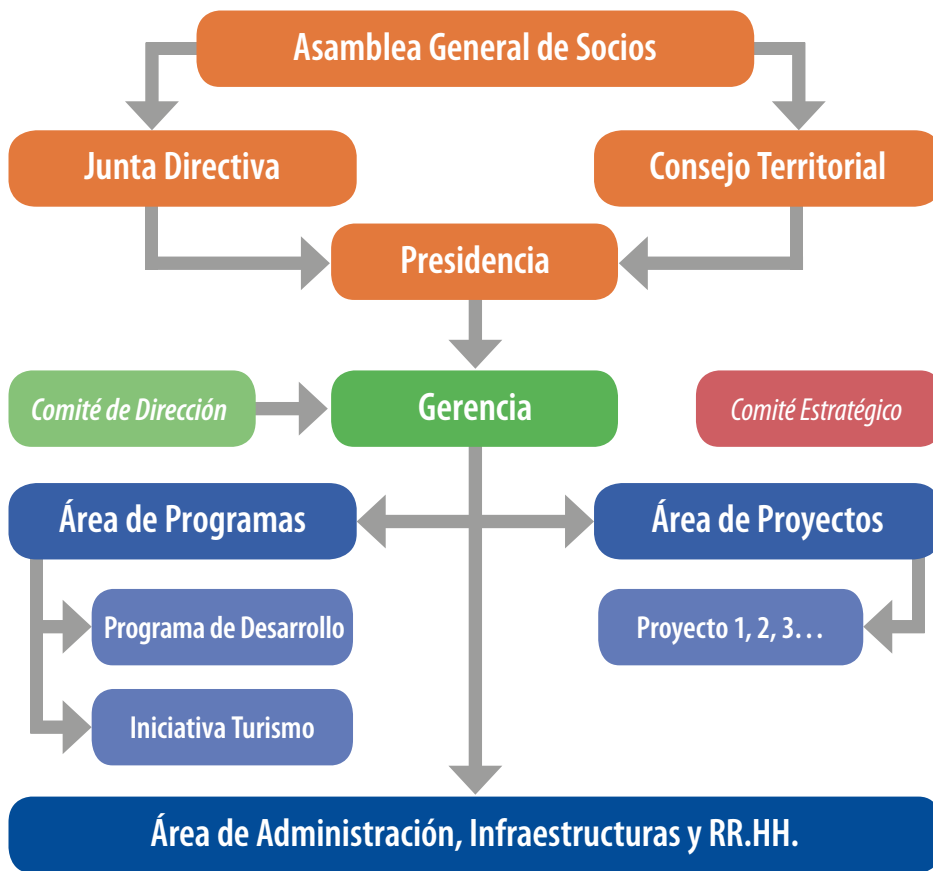 Asamblea General de Socios
Junta Directiva
Consejo Territorial
Presidencia
Comité de Dirección
Gerencia
Comité Estratégico
Área de Programas
Área de Proyectos
Programa de Desarrollo
Proyecto 1, 2, 3…
Iniciativa Turismo
Área de Administración, Infraestructuras y RR.HH.